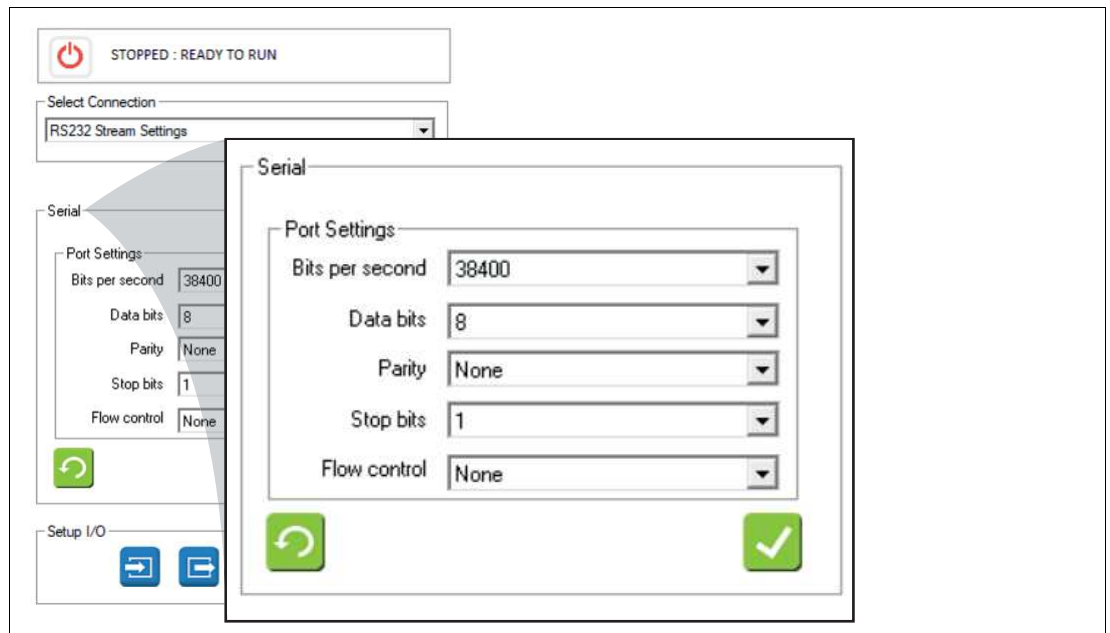 STOPPED : READY TO RUN
Select Connection
RS232 Stream Settings
Serial
Port Settings
Bits per second 38400
Data bits 8
Parity None
Stop bits 1
Flow control None
Setup I/O
Serial
Port Settings
Bits per second 38400
Data bits 8
Parity None
Stop bits 1
Flow control None